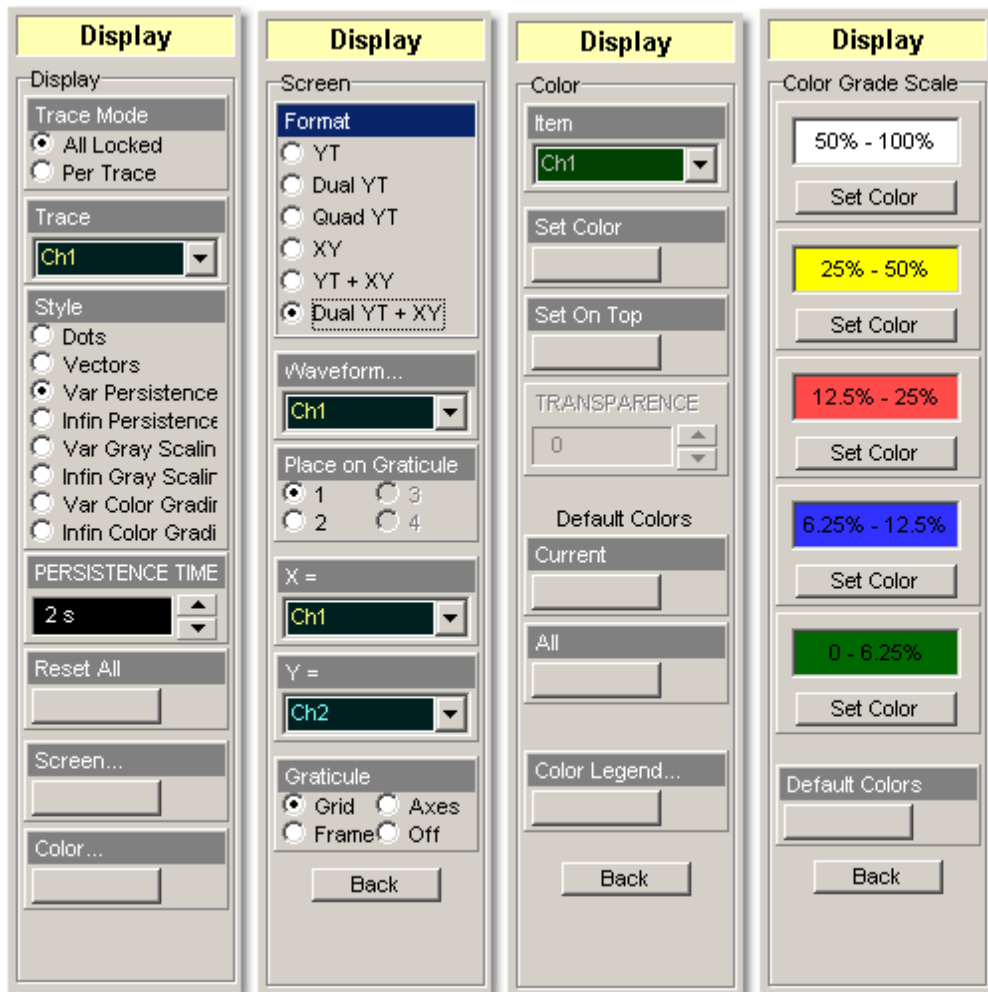 Display
Display
Trace Mode
All Locked
Per Trace
Trace
Ch1
Style
Dots
Vectors
Var Persistence
Infin Persistence
Var Gray Scalin
Infin Gray Scalin
Var Color Gradin
Infin Color Gradi
PERSISTENCE TIME
2 s
Reset All
Screen...
Color...
Display
Screen
Format
YT
Dual YT
Quad YT
XY
YT + XY
Dual YT + XY
Waveform...
Ch1
Place on Graticule
1 3
2 4
X =
Ch1
Y =
Ch2
Graticule
Grid Axes
Frame Off
Back
Display
Color
Item
Ch1
Set Color
Set On Top
TRANSPARENCE
0
Default Colors
Current
All
Color Legend...
Back
Display
Color Grade Scale
50% - 100%
Set Color
25% - 50%
Set Color
12.5% - 25%
Set Color
6.25% - 12.5%
Set Color
0 - 6.25%
Set Color
Default Colors
Back